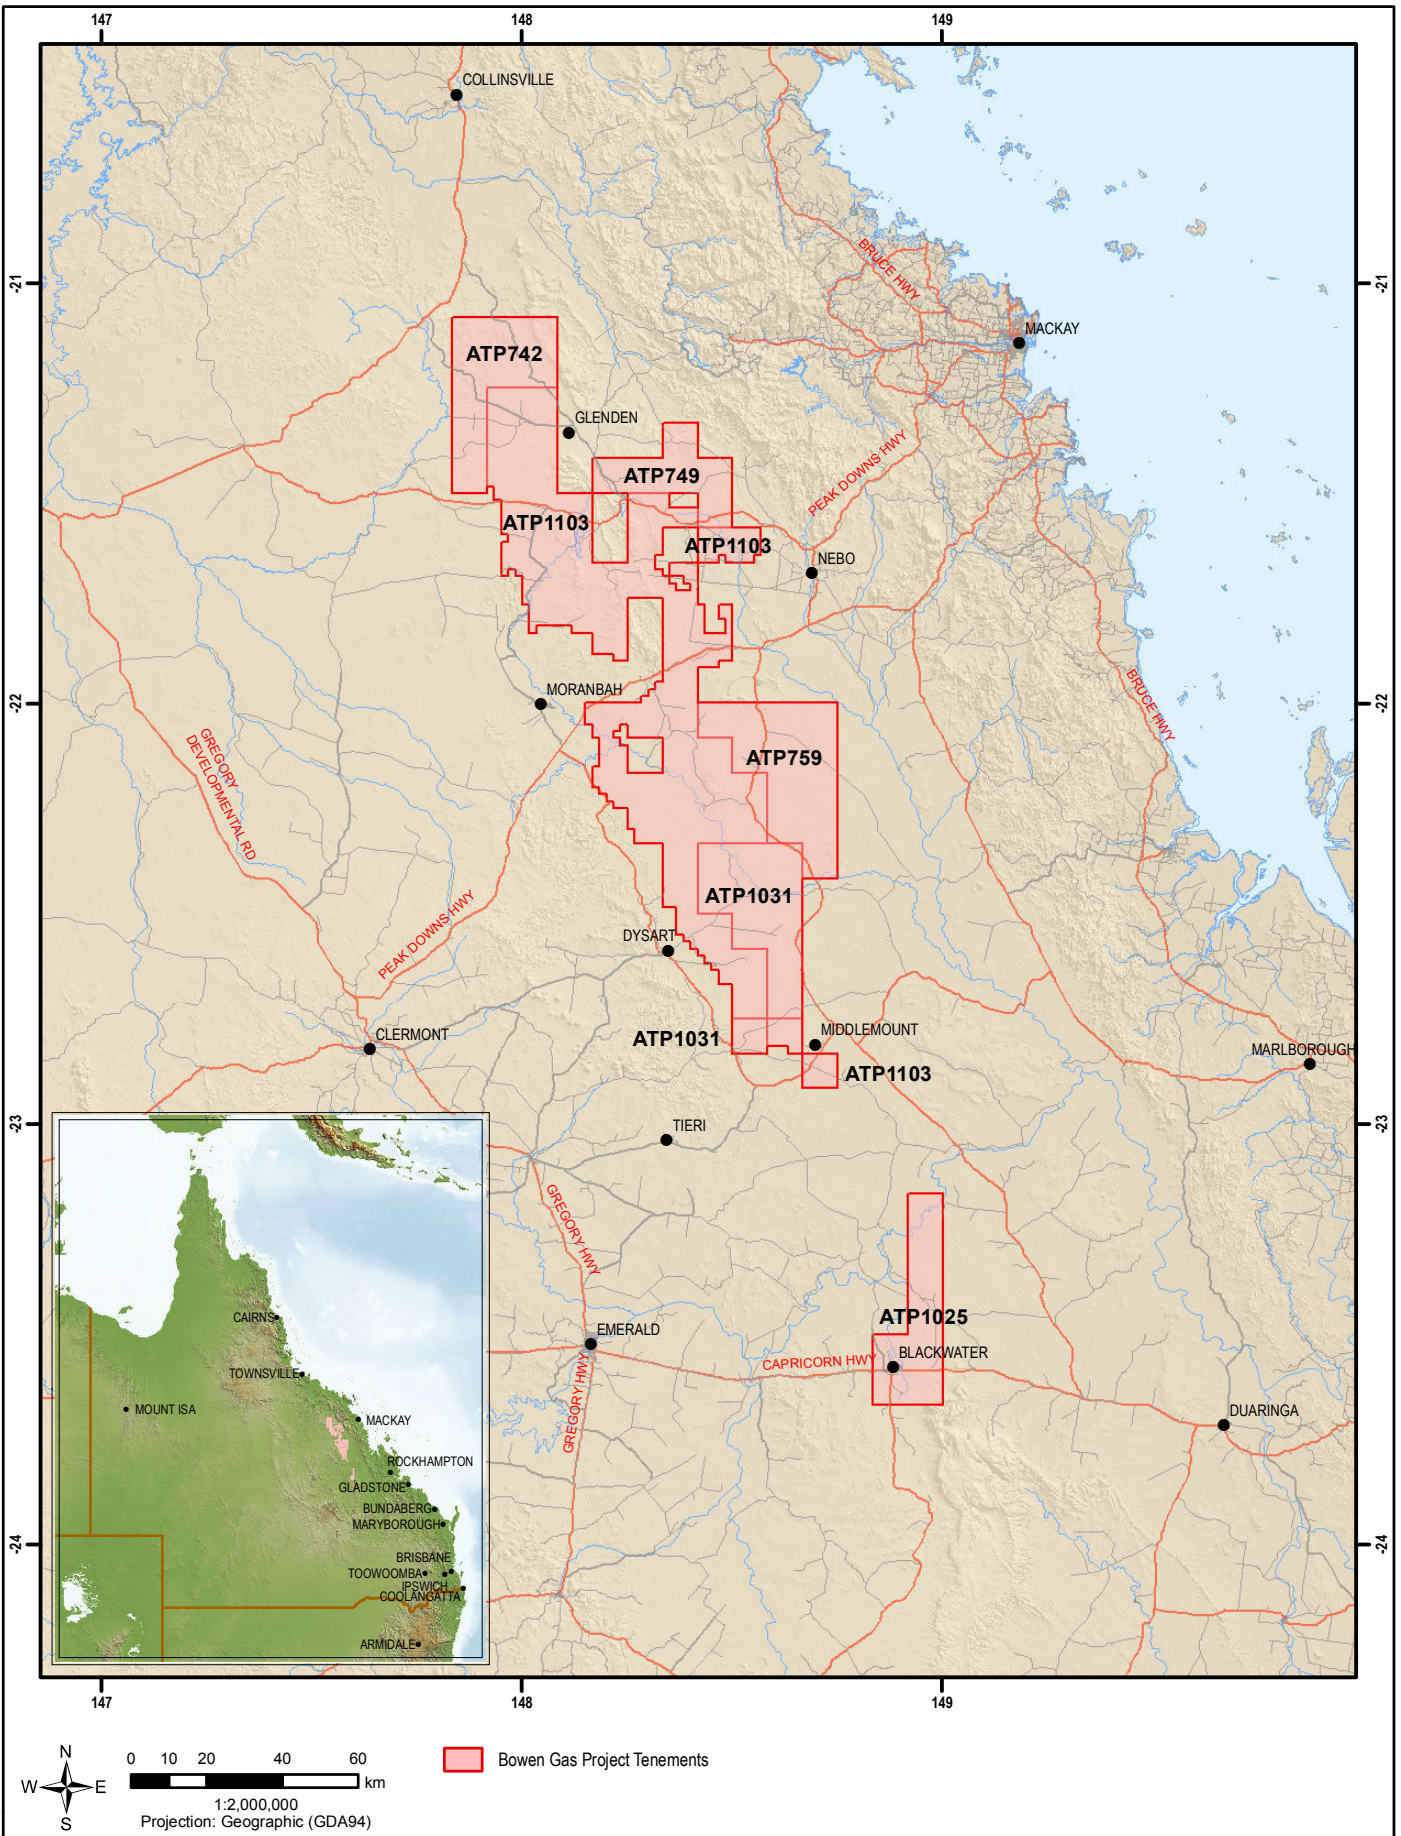 147
148
149
COLLINSVILLE
BRUCE HWY
-21
-21
MACKAY
ATP742
GLENDEN
ATP749
PEAK DOWNS HWY
ATP1103
ATP1103
NEBO
MORANBAH
-22
-22
BRUCE HWY
GREGORY
DEVELOPMENTAL RD
ATP759
ATP1031
PEAK DOWNS HWY
DYSART
CLERMONT
ATP1031
MIDDLEMOUNT
MARLBOROUGH
ATP1103
-23
-23
TIERI
GREGORY HWY
ATP1025
EMERALD
BLACKWATER
CAPRICORN HWY
GREGORY HWY
DUARINGA
CAIRNS
TOWNSVILLE
MOUNT ISA
MACKAY
ROCKHAMPTON
GLADSTONE
BUNDABERG
MARYBOROUGH
BRISBANE
TOOWOOMBA
IPSWICH
COOLANGATTA
ARMIDALE
-24
-24
147
148
149
N
W E
S
0 10 20 40 60
km
1:2,000,000
Projection: Geographic (GDA94)
Bowen Gas Project Tenements